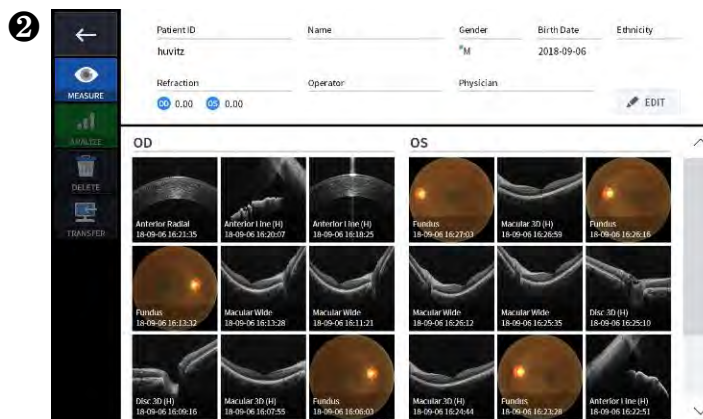 ❷
Patient ID Name Gender Birth Date Ethnicity
huvitz *M 2018-09-06
Refraction Operator Physician
OD 0.00 OS 0.00
EDIT
MEASURE
ANALYZE
DELETE
TRANSFER
OD
Anterior Radial
18-09-06 16:21:35
Anterior Line (H)
18-09-06 16:20:07
Anterior Line (H)
18-09-06 16:18:25
Fundus
18-09-06 16:13:32
Macular Wide
18-09-06 16:13:28
Macular Wide
18-09-06 16:11:21
Disc 3D (H)
18-09-06 16:09:16
Macular 3D (H)
18-09-06 16:07:55
Fundus
18-09-06 16:06:03
OS
Fundus
18-09-06 16:27:03
Macular 3D (H)
18-09-06 16:26:59
Fundus
18-09-06 16:26:16
Macular Wide
18-09-06 16:26:12
Macular Wide
18-09-06 16:25:35
Disc 3D (H)
18-09-06 16:25:10
Macular 3D (H)
18-09-06 16:24:44
Fundus
18-09-06 16:23:28
Anterior Line (H)
18-09-06 16:22:51